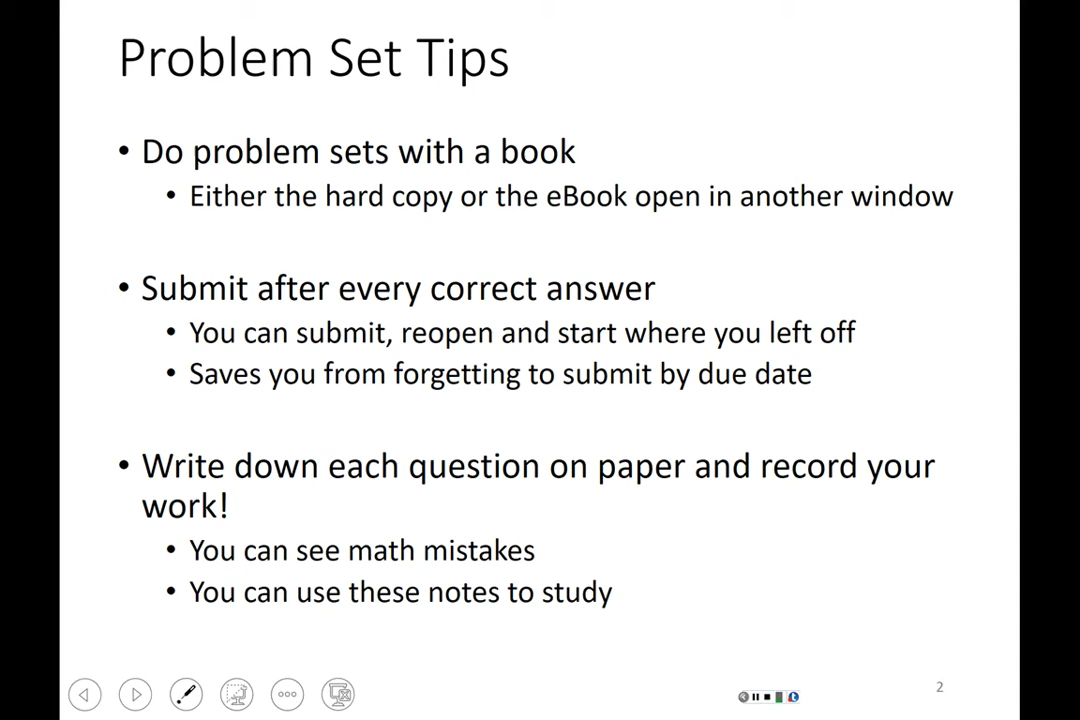 Problem Set Tips
• Do problem sets with a book
• Either the hard copy or the eBook open in another window
• Submit after every correct answer
• You can submit, reopen and start where you left off
• Saves you from forgetting to submit by due date
• Write down each question on paper and record your
work!
• You can see math mistakes
• You can use these notes to study
2